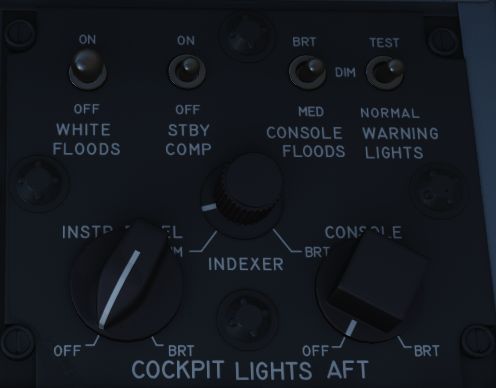 ON
ON
BRT
TEST
DIM
OFF
OFF
MED
NORMAL
WHITE
FLOODS
STBY
COMP
CONSOLE
FLOODS
WARNING
LIGHTS
INSTR
CONSOLE
BRT
INDEXER
OFF
BRT
OFF
BRT
COCKPIT LIGHTS AFT